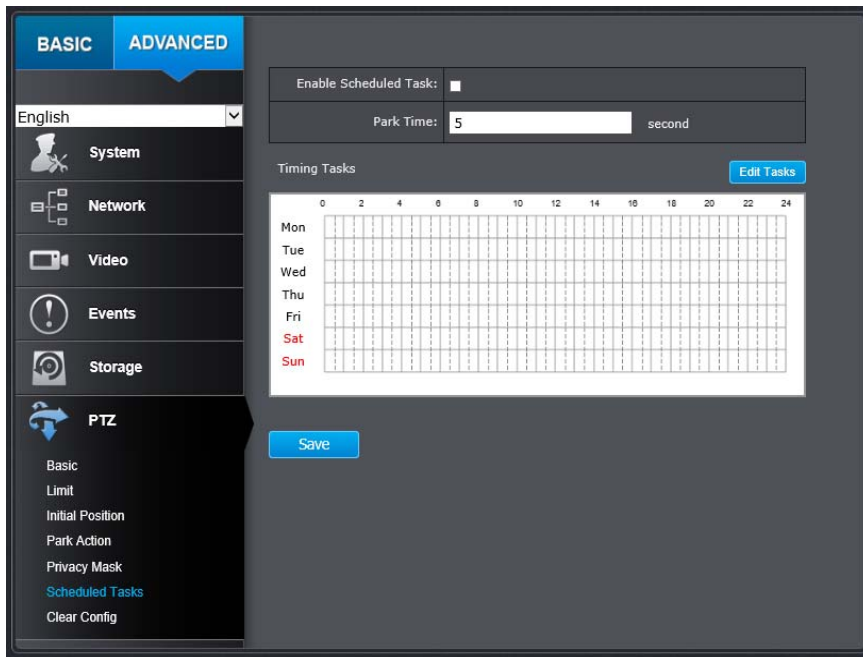 BASIC ADVANCED
English
System
Network
Video
Events
Storage
PTZ
Basic
Limit
Initial Position
Park Action
Privacy Mask
Scheduled Tasks
Clear Config
Enable Scheduled Task:
Park Time: 5 second
Timing Tasks Edit Tasks
0 2 4 6 8 10 12 14 16 18 20 22 24
Mon
Tue
Wed
Thu
Fri
Sat
Sun
Save